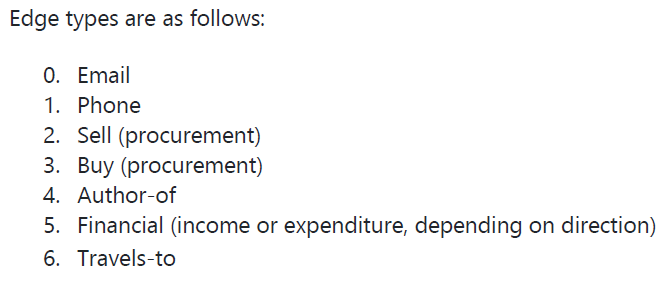 Edge types are as follows:
0. Email
1. Phone
2. Sell (procurement)
3. Buy (procurement)
4. Author-of
5. Financial (income or expenditure, depending on direction)
6. Travels-to